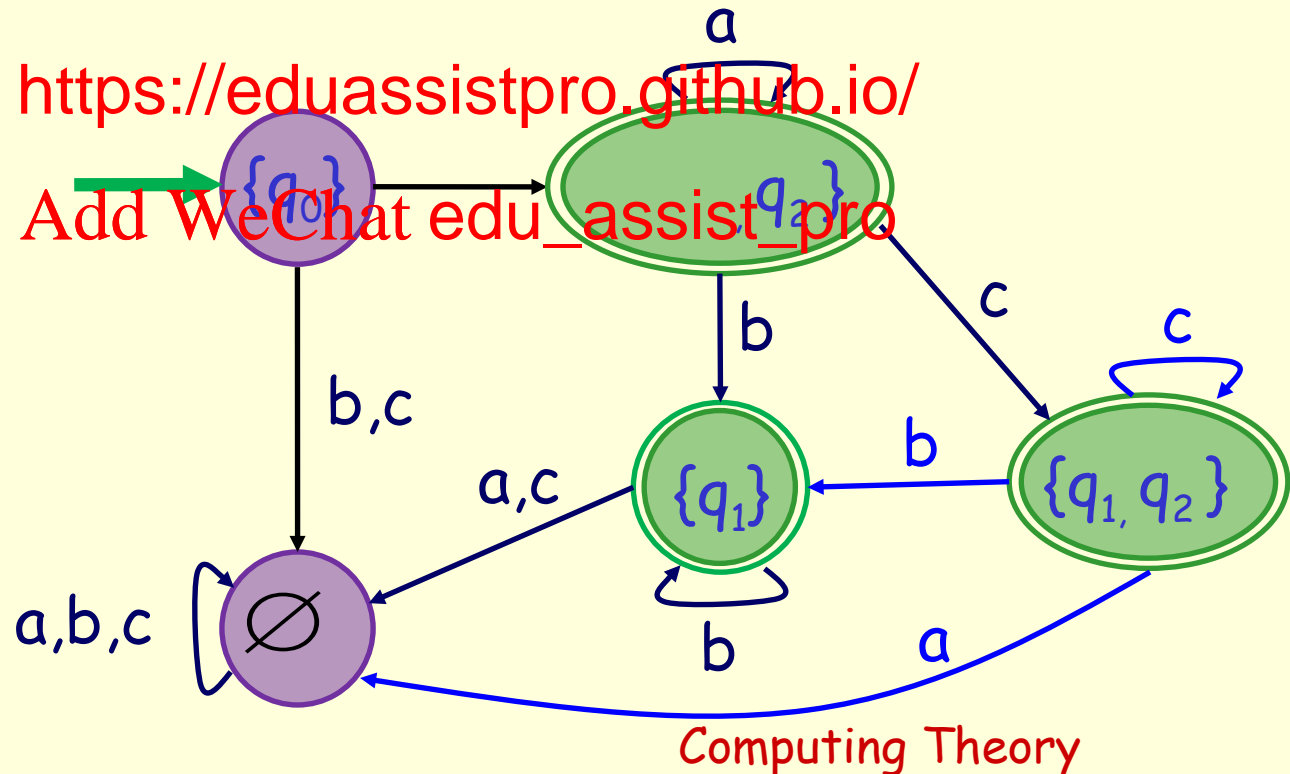 a
https://eduassistpro.github.io/
{q0}
Add WeChat edu_assist_pro
, q2 }
c
b
c
b,c
b
a,c
{q1}
{q1, q2 }
∅
a,b,c
b
a
Computing Theory